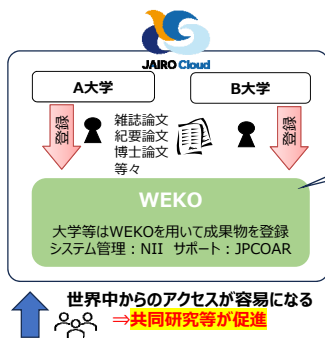 JAIRO Cloud
A大学
B大学
登録
雑誌論文
紀要論文
博士論文
等々
登録
WEKO
大学等はWEKOを用いて成果物を登録
システム管理：NII サポート：JPCOAR
世界中からのアクセスが容易になる
⇒共同研究等が促進